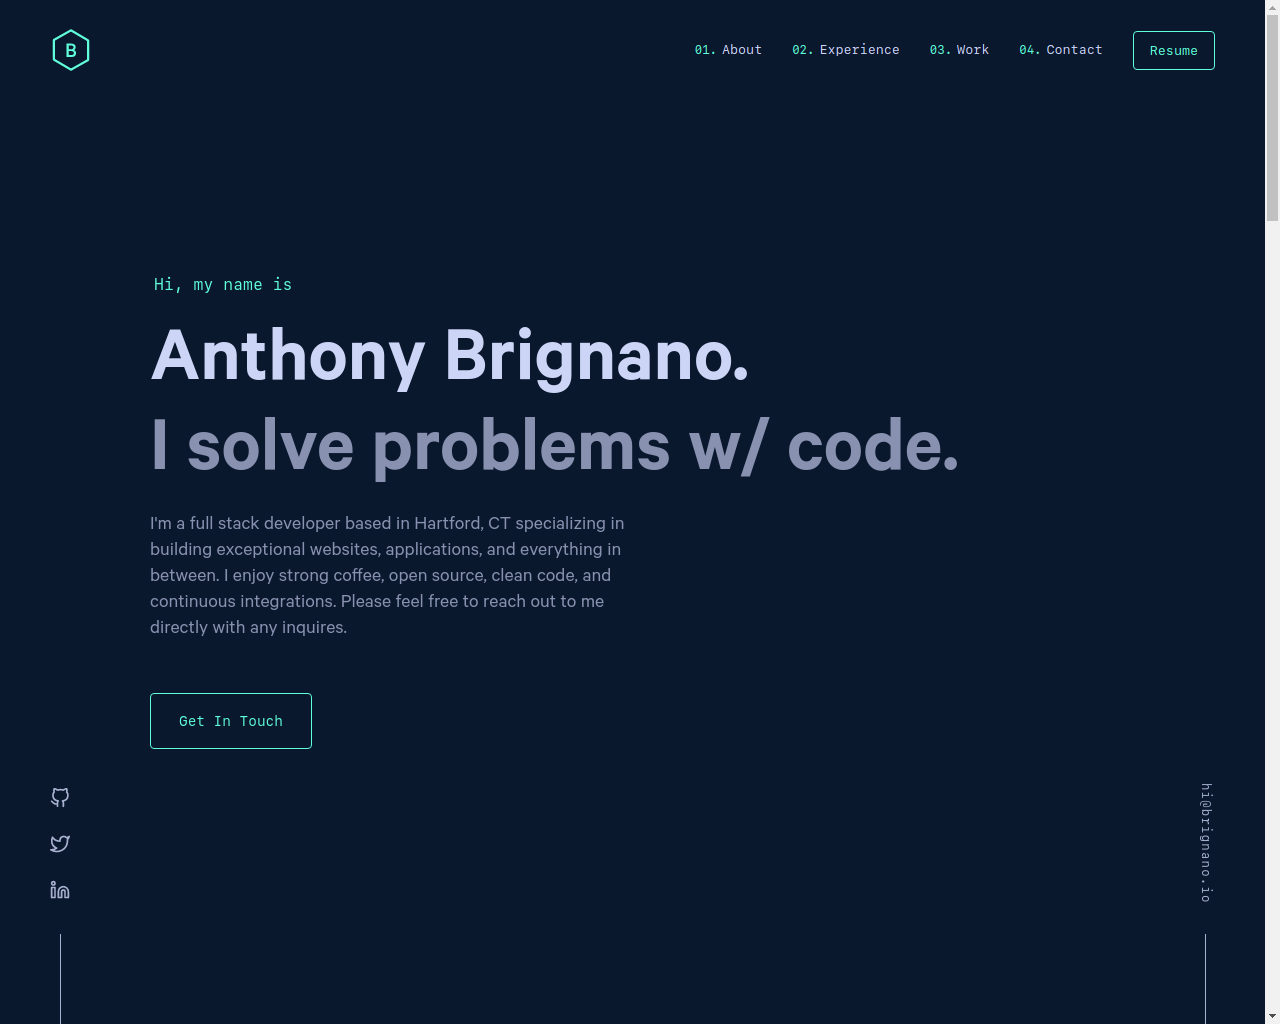 B
01. About 02. Experience 03. Work 04. Contact Resume
Hi, my name is
Anthony Brignano.
I solve problems w/ code.
I'm a full stack developer based in Hartford, CT specializing in
building exceptional websites, applications, and everything in
between. I enjoy strong coffee, open source, clean code, and
continuous integrations. Please feel free to reach out to me
directly with any inquires.
Get In Touch
hi@brignano.io